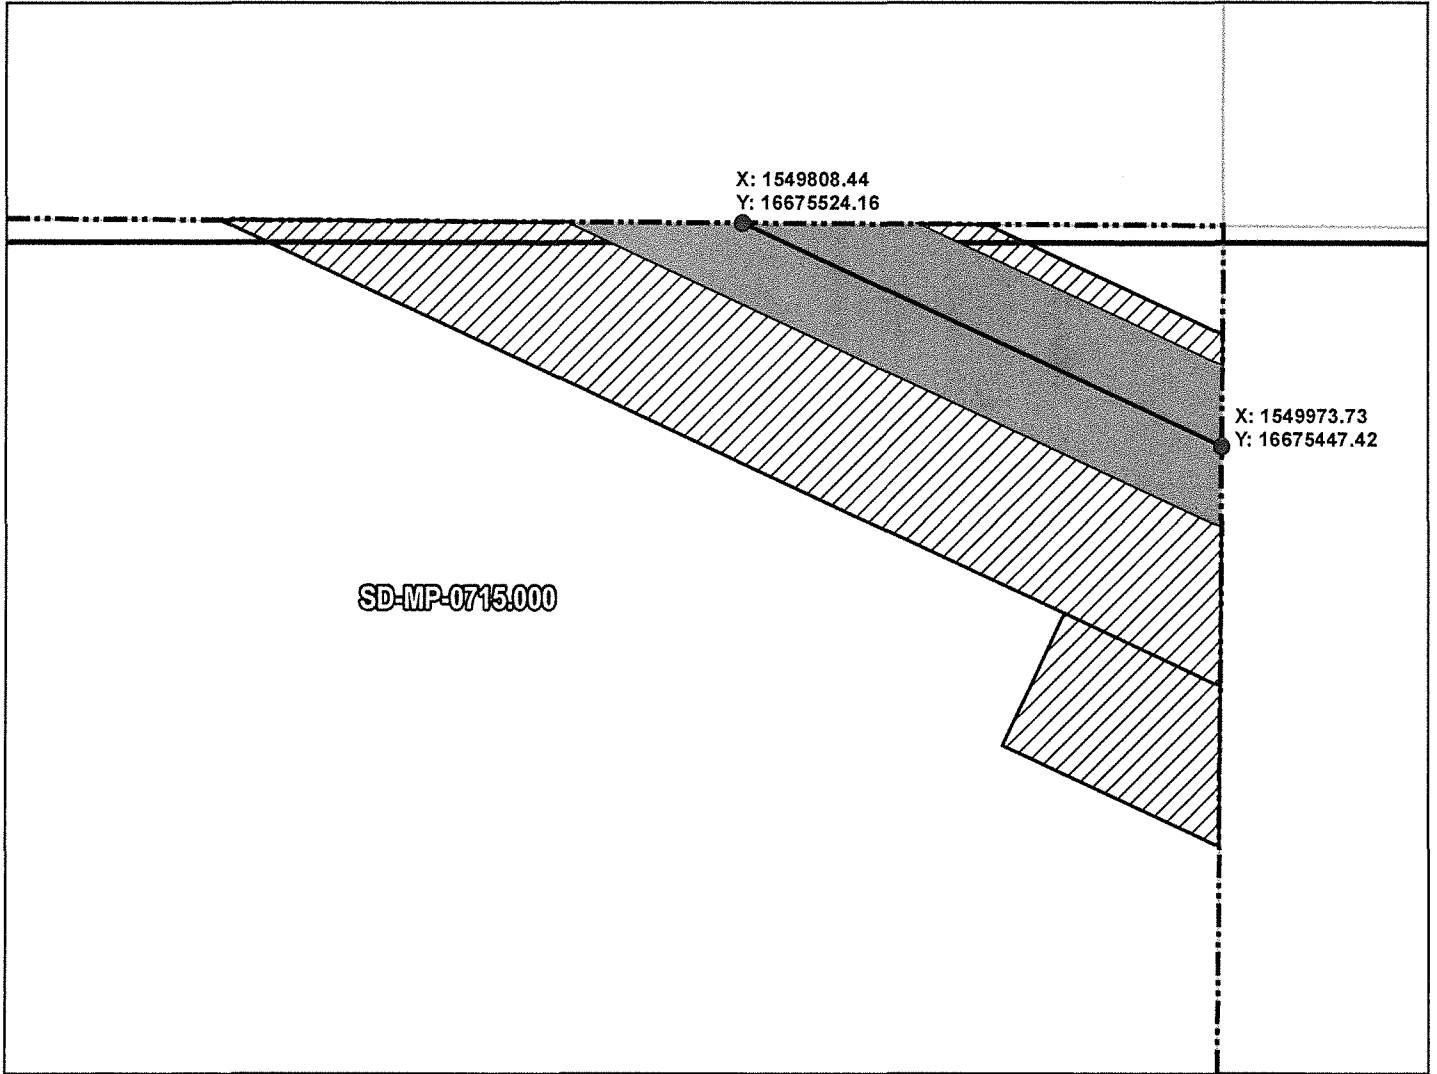 X: 1549808.44
Y: 16675524.16
X: 1549973.73
Y: 16675447.42
SD-MP-0715.000